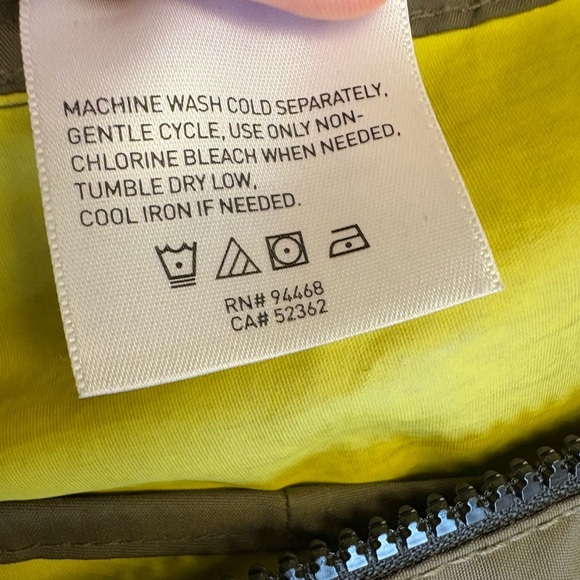 MACHINE WASH COLD SEPARATELY,
GENTLE CYCLE, USE ONLY NON-
CHLORINE BLEACH WHEN NEEDED,
TUMBLE DRY LOW,
COOL IRON IF NEEDED.
RN# 94468
CA# 52362